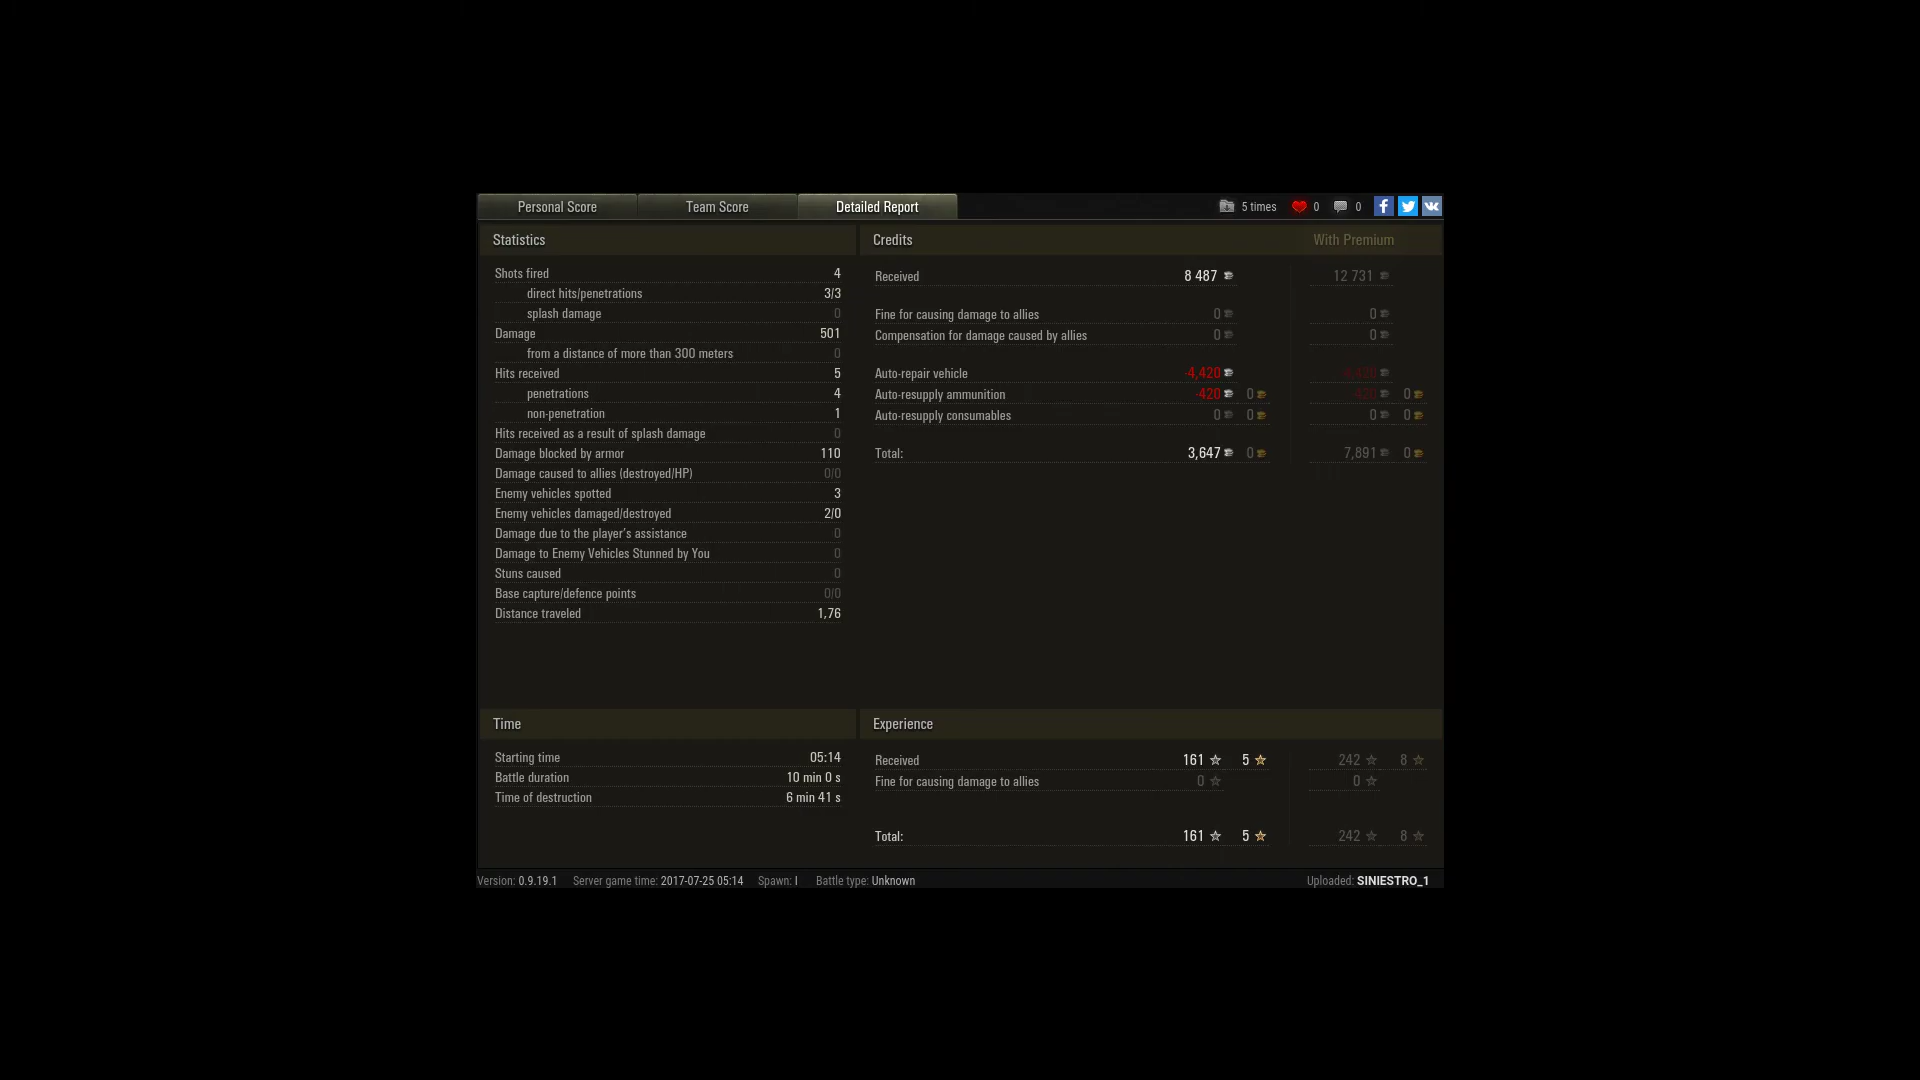 Personal Score Team Score Detailed Report 5 times 0 0
Statistics
Shots fired 4
direct hits/penetrations 3/3
splash damage 0
Damage 501
from a distance of more than 300 meters 0
Hits received 5
penetrations 4
non-penetration 1
Hits received as a result of splash damage 0
Damage blocked by armor 110
Damage caused to allies (destroyed/HP) 0/0
Enemy vehicles spotted 3
Enemy vehicles damaged/destroyed 2/0
Damage due to the player's assistance 0
Damage to Enemy Vehicles Stunned by You 0
Stuns caused 0
Base capture/defence points 0/0
Distance traveled 1,76
Credits With Premium
Received 8 487 12 731
Fine for causing damage to allies 0 0
Compensation for damage caused by allies 0 0
Auto-repair vehicle -4,420 -4,420
Auto-resupply ammunition -420 0 -420 0
Auto-resupply consumables 0 0 0 0
Total: 3,647 0 7,891 0
Time
Starting time 05:14
Battle duration 10 min 0 s
Time of destruction 6 min 41 s
Experience
Received 161 5 242 8
Fine for causing damage to allies 0 0
Total: 161 5 242 8
Version: 0.9.19.1 Server game time: 2017-07-25 05:14 Spawn: I Battle type: Unknown Uploaded: SINIESTRO_1